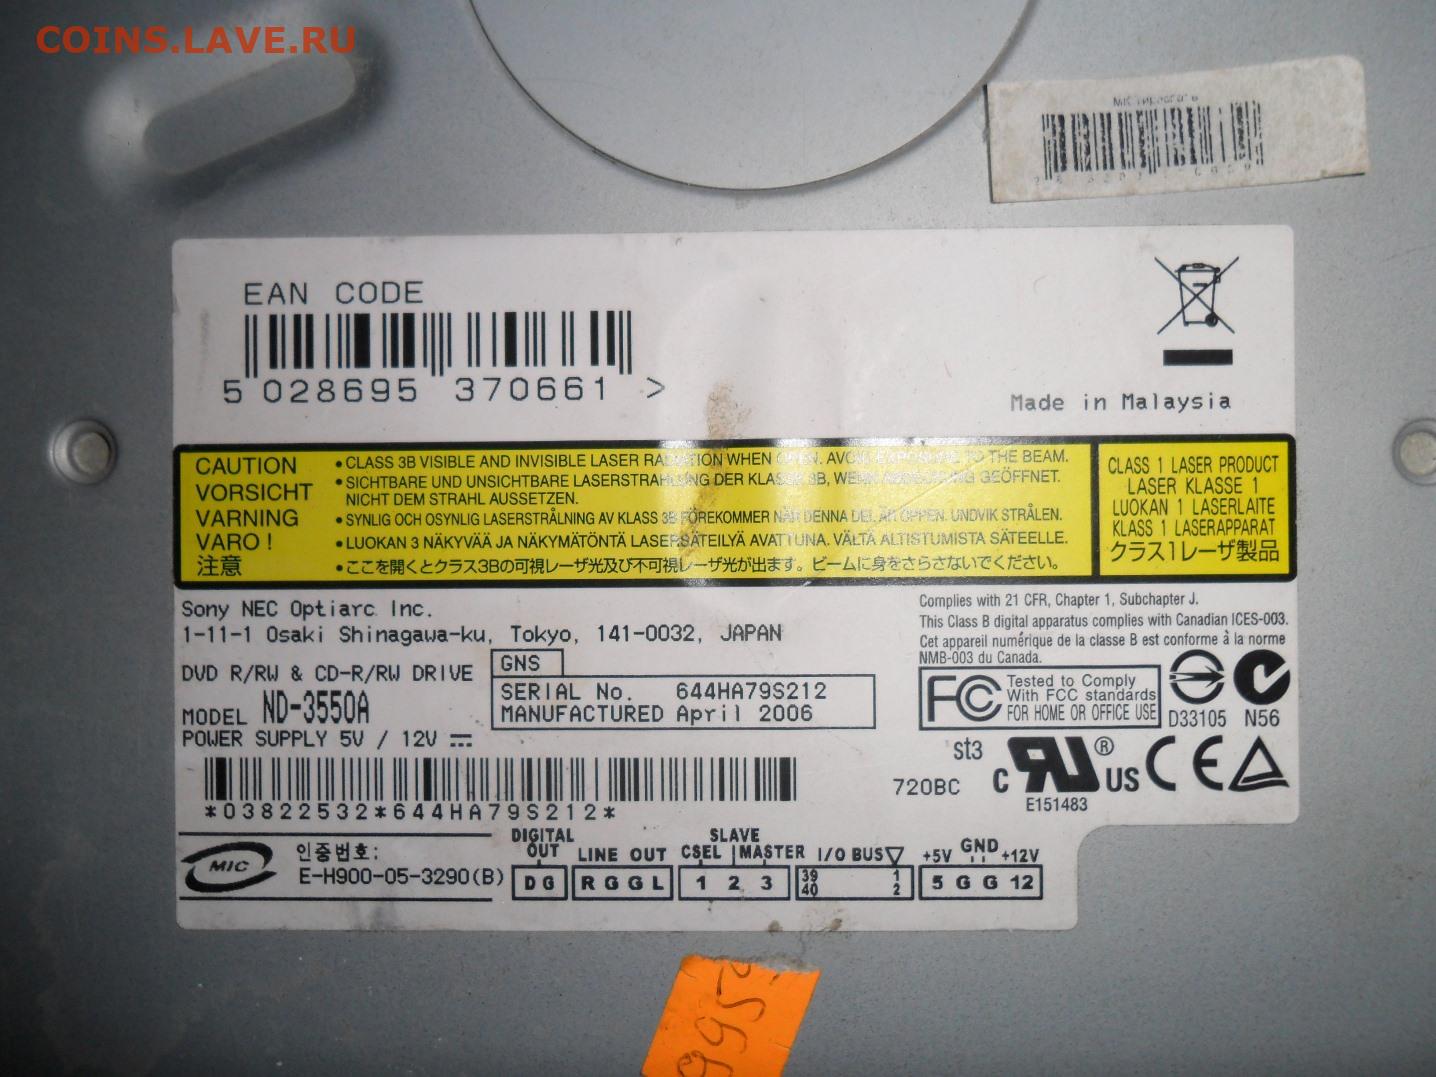 COINS.LAVE.RU
EAN CODE
5 028695 370661 >
Made in Malaysia
CAUTION
VORSICHT
VARNING
VARO !
注意
• CLASS 3B VISIBLE AND INVISIBLE LASER RADIATION WHEN OPEN. AVOID EXPOSURE TO THE BEAM.
• SICHTBARE UND UNSICHTBARE LASERSTRAHLUNG DER KLASSE 3B, WENN ABDECKUNG GEÖFFNET.
NICHT DEM STRAHL AUSSETZEN.
• SYNLIG OCH OSYNLIG LASERSTRÅLNING AV KLASS 3B FÖREKOMMER NÄR DENNA DEL ÄR ÖPPEN. UNDVIK STRÅLEN.
• LUOKAN 3 NÄKYVÄÄ JA NÄKYMÄTÖNTÄ LASERSÄTEILYÄ AVATTUNA. VÄLTÄ ALTISTUMISTA SÄTEELLE.
• ここを開くとクラス3Bの可視レーザ光及び不可視レーザ光が出ます。ビームに身をさらさないでください。
CLASS 1 LASER PRODUCT
LASER KLASSE 1
LUOKAN 1 LASERLAITE
KLASS 1 LASERAPPARAT
クラス1レーザ製品
Sony NEC Optiarc Inc.
1-11-1 Osaki Shinagawa-ku, Tokyo, 141-0032, JAPAN
DVD R/RW & CD-R/RW DRIVE
MODEL ND-3550A
POWER SUPPLY 5V / 12V
GNS
SERIAL No. 644HA79S212
MANUFACTURED April 2006
Complies with 21 CFR, Chapter 1, Subchapter J.
This Class B digital apparatus complies with Canadian ICES-003.
Cet appareil numérique de la classe B est conforme à la norme
NMB-003 du Canada.
FC Tested to Comply
With FCC standards
FOR HOME OR OFFICE USE
D33105 N56
st3
720BC
C RU ® US CE
E151483
*03822532*644HA79S212*
MIC
인증번호:
E-H900-05-3290(B)
DIGITAL
OUT
DG
LINE OUT
R G G L
SLAVE
CSEL | MASTER
1 2 3
I/O BUS
39 1
40 2
+5V GND +12V
5 G G 12
995